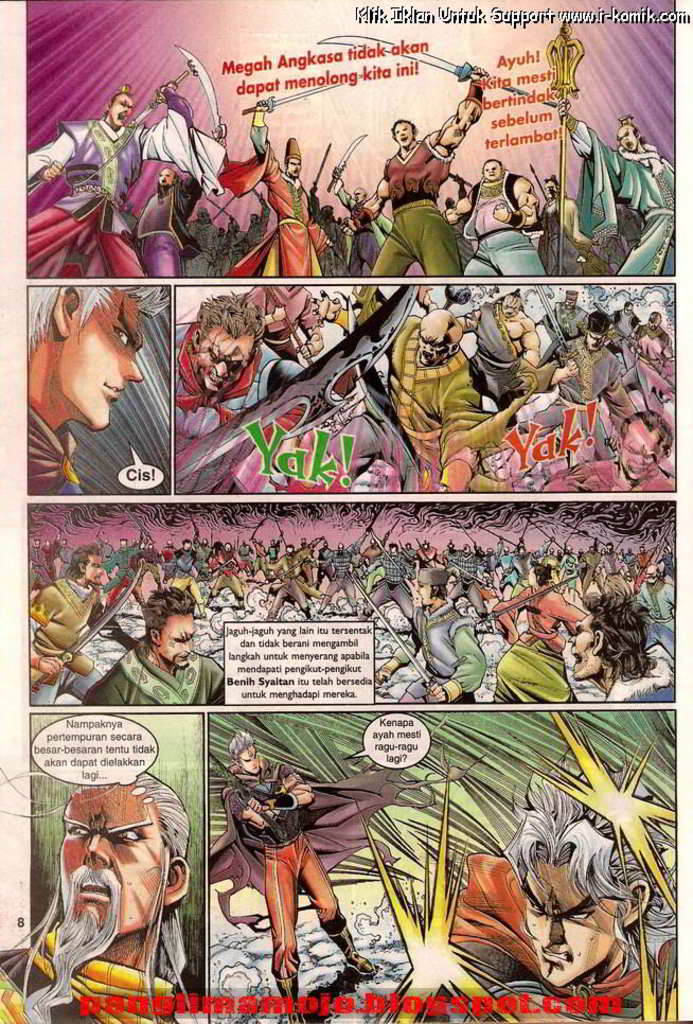 Klik Iklan Untuk Support www.i-komik.com
Megah Angkasa tidak akan
dapat menolong kita ini!
Ayuh!
Kita mesti
bertindak
sebelum
terlambat!
Cis!
Yak!
Yak!
Jaguh-jaguh yang lain itu tersentak
dan tidak berani mengambil
langkah untuk menyerang apabila
mendapati pengikut-pengikut
Benih Syaitan itu telah bersedia
untuk menghadapi mereka.
Nampaknya
pertempuran secara
besar-besaran tentu tidak
akan dapat dielakkan
lagi...
Kenapa
ayah mesti
ragu-ragu
lagi?
8
panglimamojo.blogspot.com